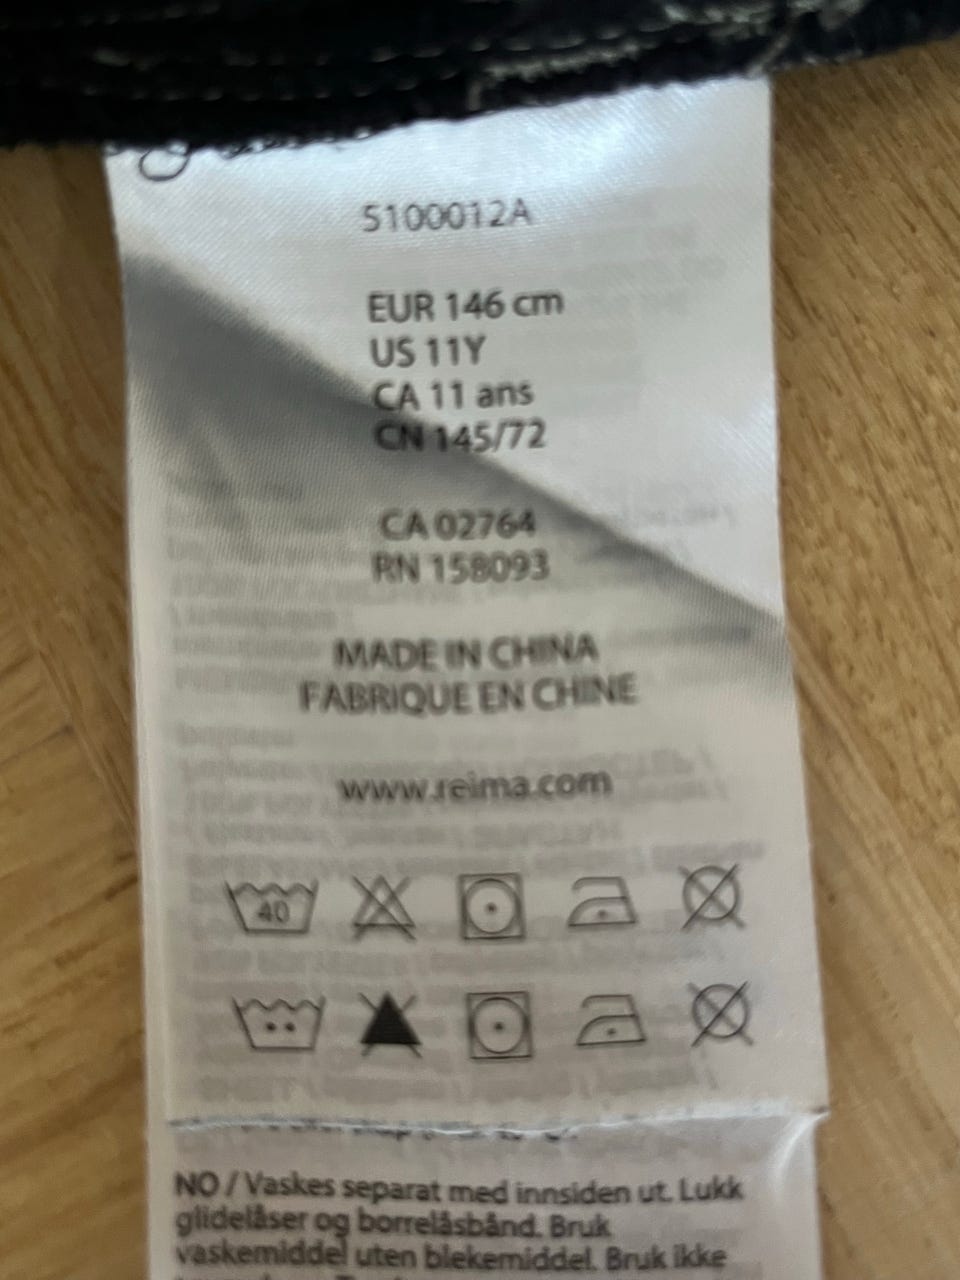 5100012A
EUR 146 cm
US 11Y
CA 11 ans
CN 145/72
CA 02764
RN 158093
MADE IN CHINA
FABRIQUE EN CHINE
www.reima.com
40
NO / Vaskes separat med innsiden ut. Lukk
glidelåser og borrelåsbånd. Bruk
vaskemiddel uten blekemiddel. Bruk ikke